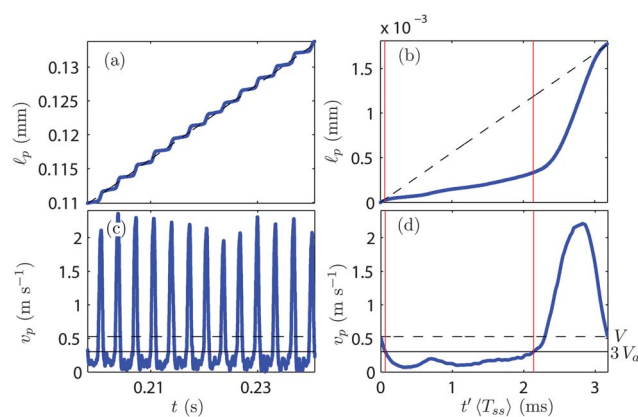 x 10⁻³
(a)
0.13
0.12
0.115
0.11
ℓp (mm)
(b)
1.5
1
0.5
0
ℓp (mm)
(c)
2
1.5
1
0.5
0
vp (m s⁻¹)
0.21
0.23
t (s)
(d)
2
1.5
1
0.5
0
vp (m s⁻¹)
V
3 Va
0
1
2
3
t′ ⟨Tss⟩ (ms)